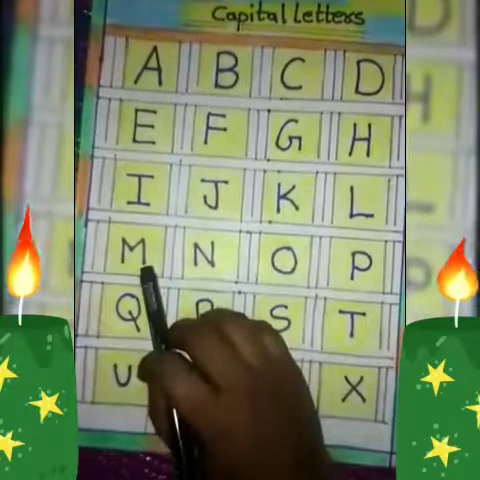 Capital letters
A B C D
E F G H
I J K L
M N O P
Q S T
U X